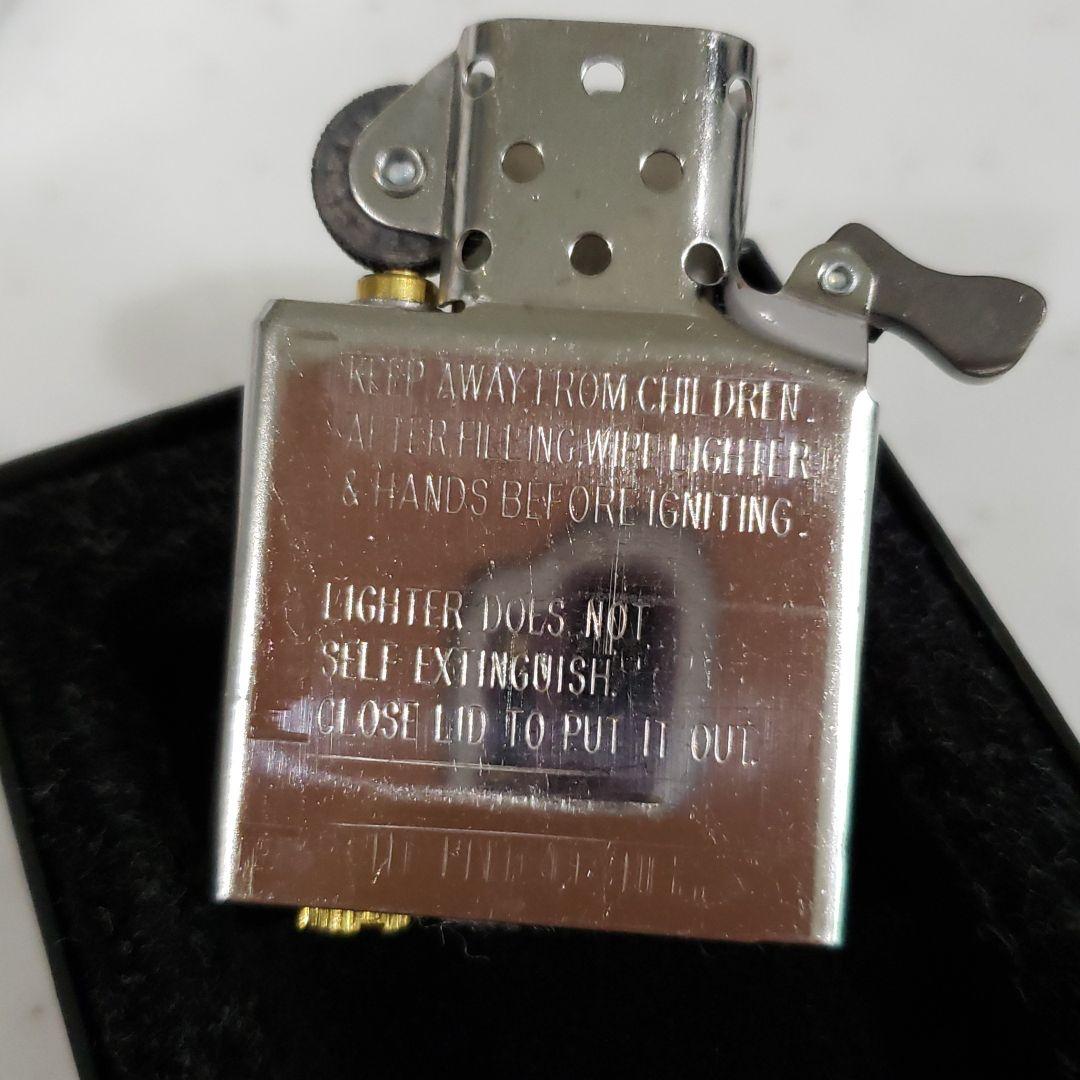 KEEP AWAY FROM CHILDREN.
AFTER FILLING, WIPE LIGHTER
& HANDS BEFORE IGNITING.
LIGHTER DOES NOT
SELF EXTINGUISH.
CLOSE LID TO PUT IT OUT.